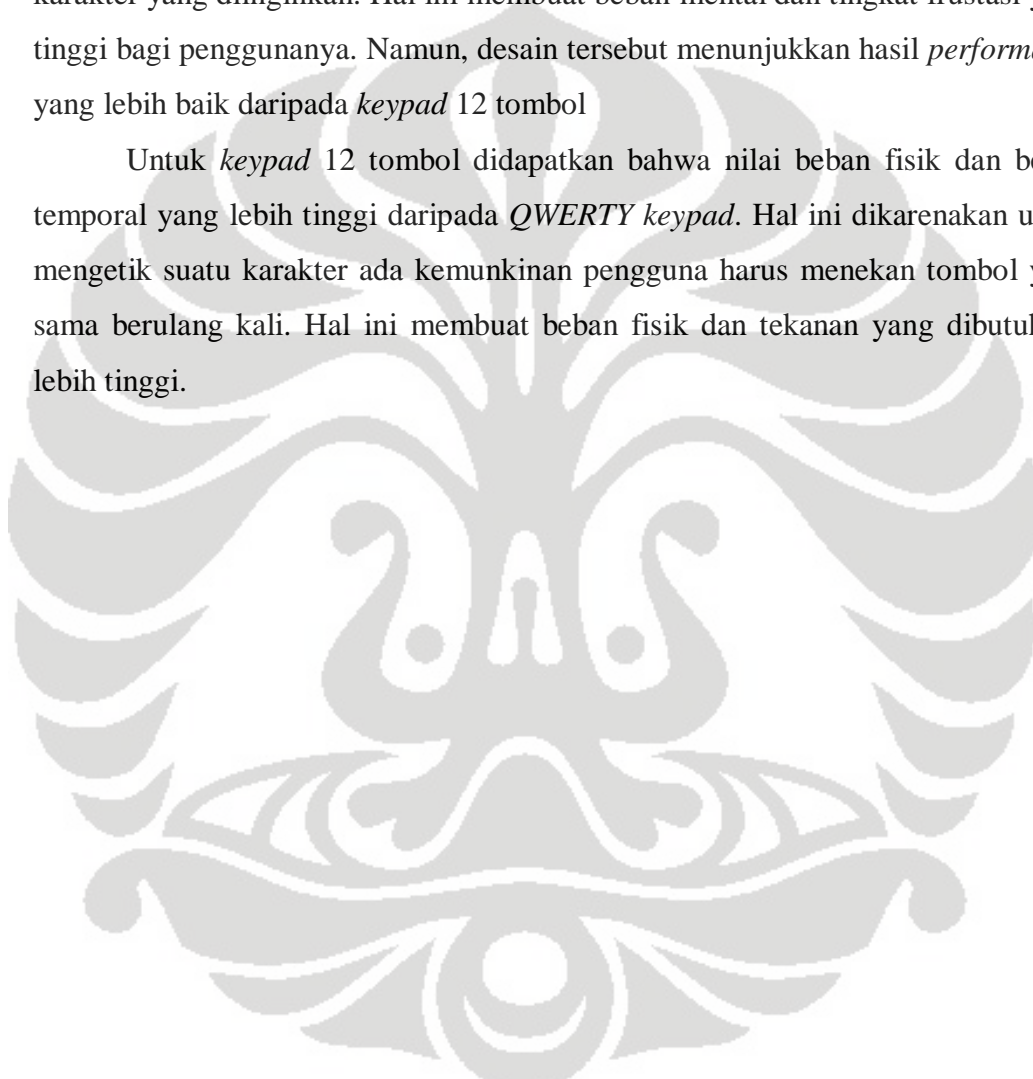 karakter yang diinginkan. Hal ini membuat beban mental dan tingkat frustasi
tinggi bagi penggunanya. Namun, desain tersebut menunjukkan hasil
yang lebih baik daripada keypad 12 tombol
Untuk keypad 12 tombol didapatkan bahwa nilai beban fisik dan
temporal yang lebih tinggi daripada QWERTY keypad. Hal ini dikarenakan
mengetik suatu karakter ada kemunkinan pengguna harus menekan tombol
sama berulang kali. Hal ini membuat beban fisik dan tekanan yang
lebih tinggi.